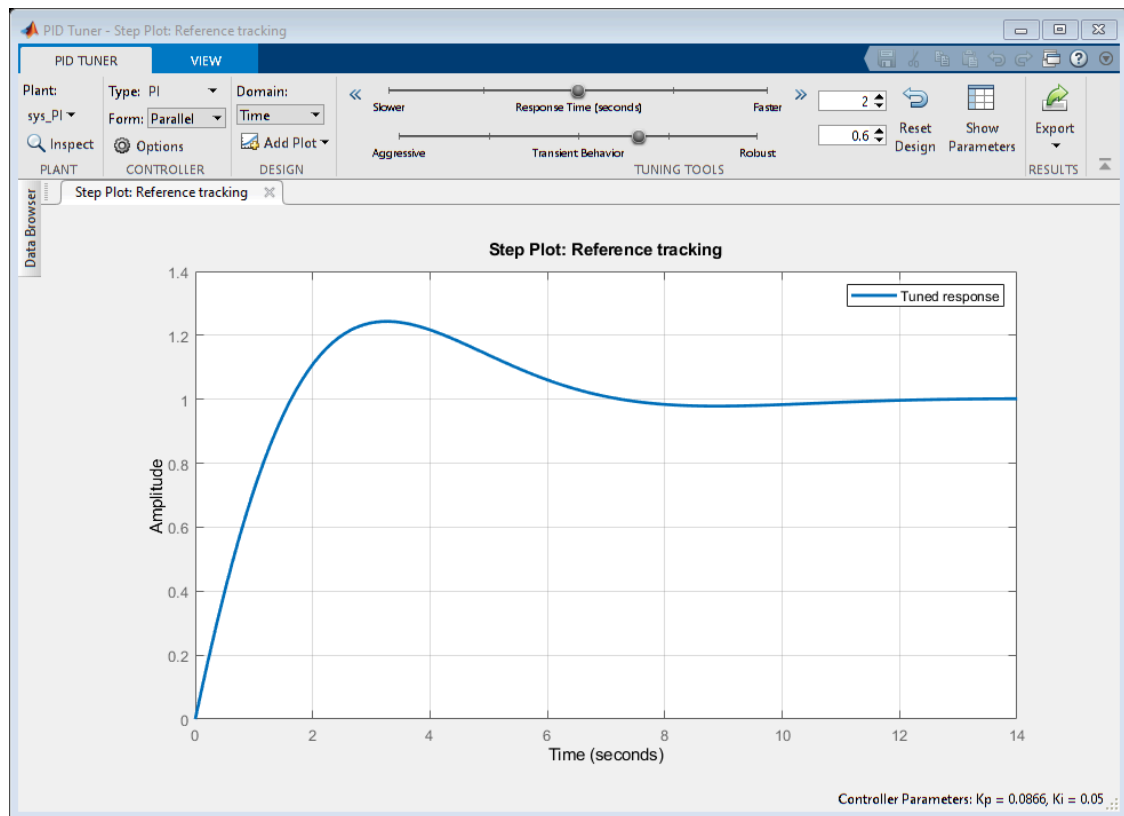 PID Tuner - Step Plot: Reference tracking
PID TUNER VIEW
Plant: Type: PI Domain:
sys_PI Form: Parallel Time
Slower Response Time (seconds) Faster 2
Inspect Options Add Plot
Aggressive Transient Behavior Robust 0.6
Reset Design Show Parameters Export
PLANT CONTROLLER DESIGN TUNING TOOLS RESULTS
Data Browser
Step Plot: Reference tracking
Step Plot: Reference tracking
Tuned response
1.4
1.2
1
0.8
0.6
0.4
0.2
0
Amplitude
0 2 4 6 8 10 12 14
Time (seconds)
Controller Parameters: Kp = 0.0866, Ki = 0.05